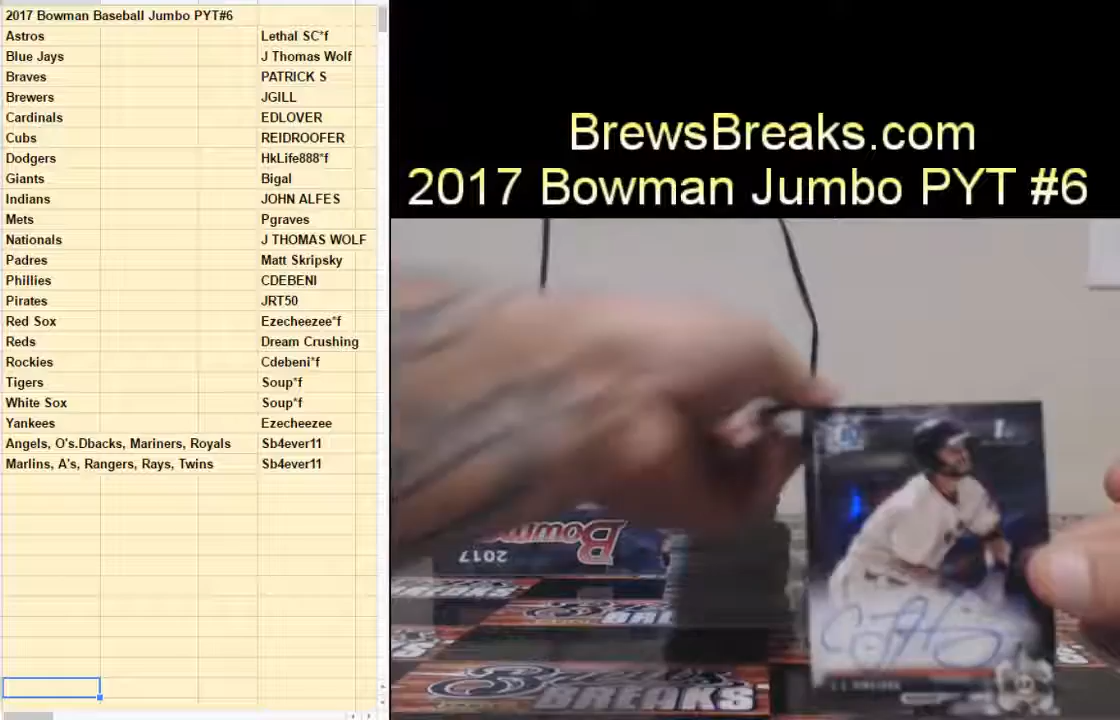 2017 Bowman Baseball Jumbo PYT#6
Astros Lethal SC*f
Blue Jays J Thomas Wolf
Braves PATRICK S
Brewers JGILL
Cardinals EDLOVER
Cubs REIDROOFER
Dodgers HkLife888*f
Giants Bigal
Indians JOHN ALFES
Mets Pgraves
Nationals J THOMAS WOLF
Padres Matt Skripsky
Phillies CDEBENI
Pirates JRT50
Red Sox Ezecheezee*f
Reds Dream Crushing
Rockies Cdebeni*f
Tigers Soup*f
White Sox Soup*f
Yankees Ezecheezee
Angels, O's.Dbacks, Mariners, Royals Sb4ever11
Marlins, A's, Rangers, Rays, Twins Sb4ever11
BrewsBreaks.com
2017 Bowman Jumbo PYT #6
2017
BREAKS